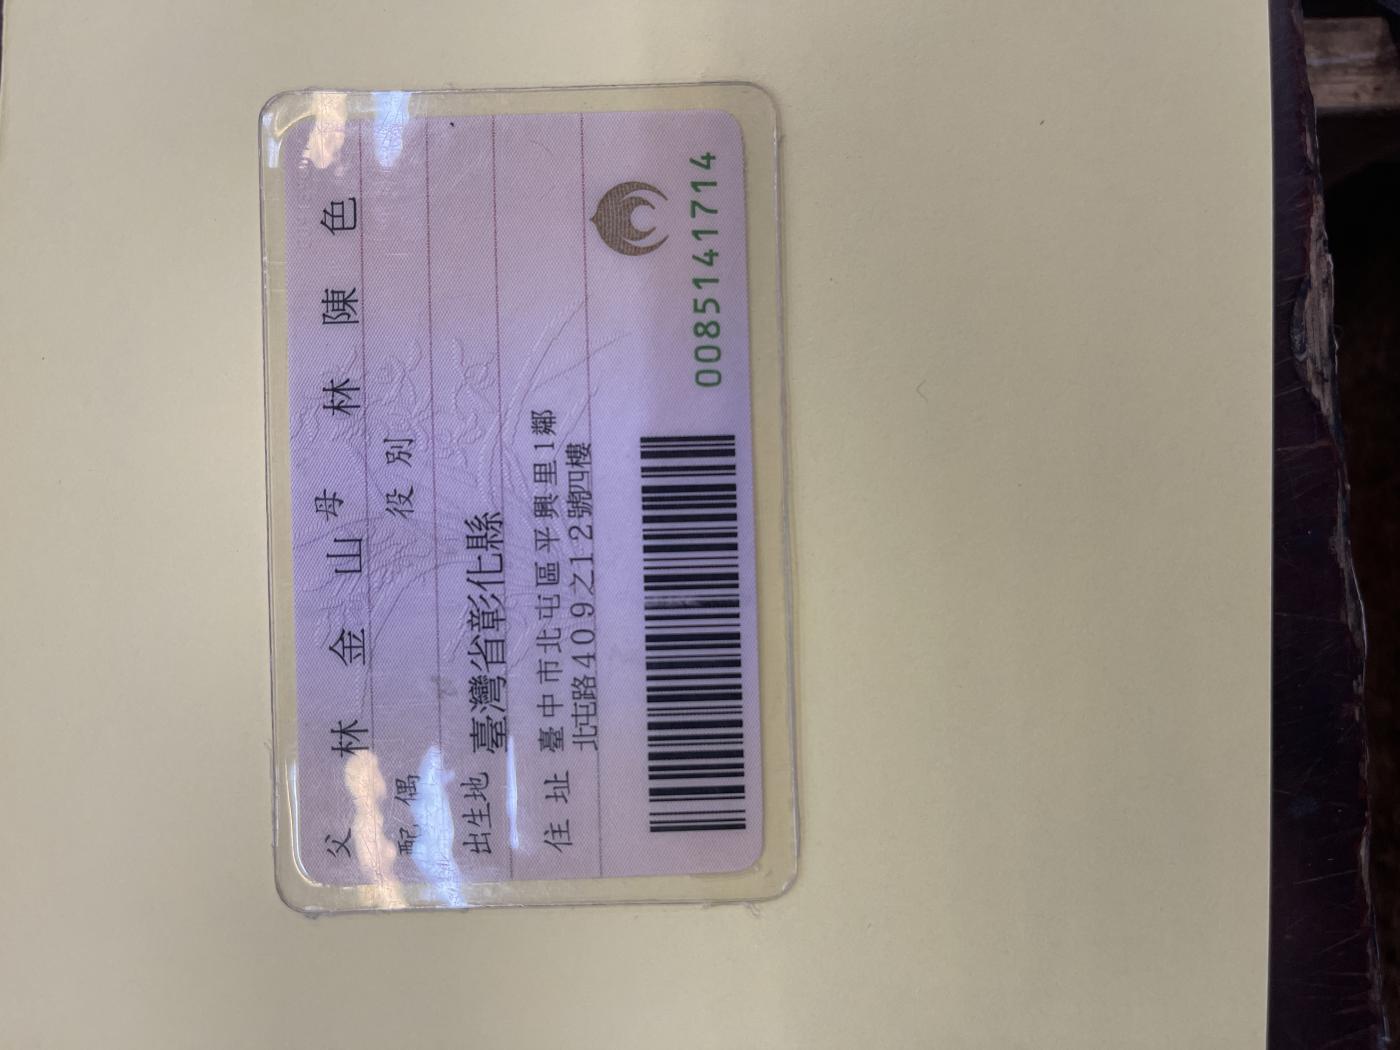 父 林金山 母 林陳色
配偶 役別
出生地 臺灣省彰化縣
住址 臺中市北屯區平興里1鄰
北屯路409之12號四樓
0085141714